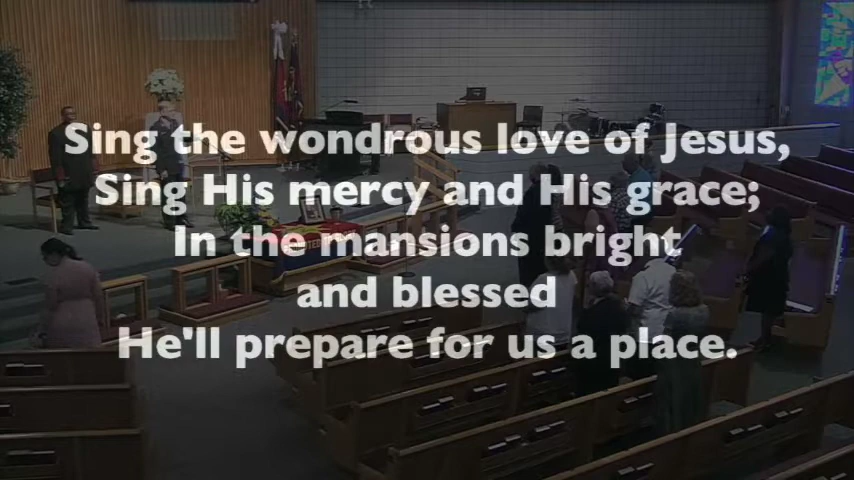 Sing the wondrous love of Jesus,
Sing His mercy and His grace;
In the mansions bright
and blessed
He'll prepare for us a place.